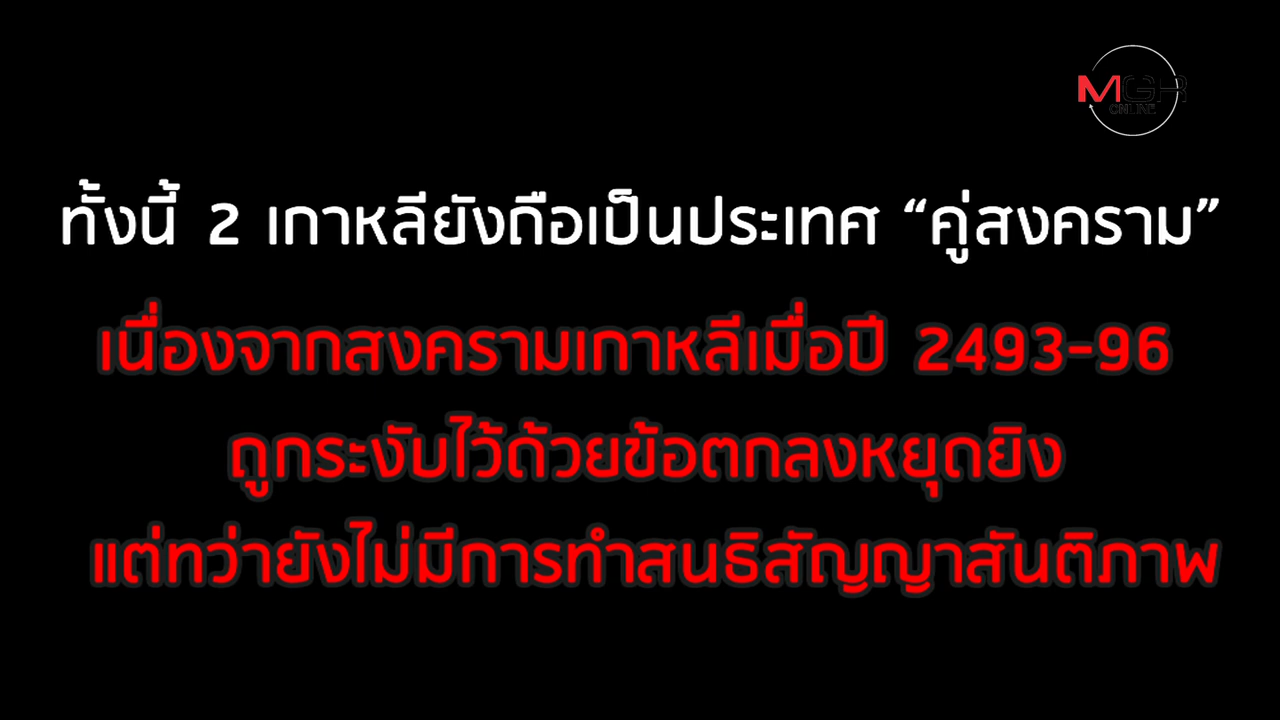 MGR
ONLINE
ทั้งนี้ 2 เกาหลียังถือเป็นประเทศ “คู่สงคราม”
เนื่องจากสงครามเกาหลีเมื่อปี 2493-96
ถูกระงับไว้ด้วยข้อตกลงหยุดยิง
แต่ทว่ายังไม่มีการทำสนธิสัญญาสันติภาพ